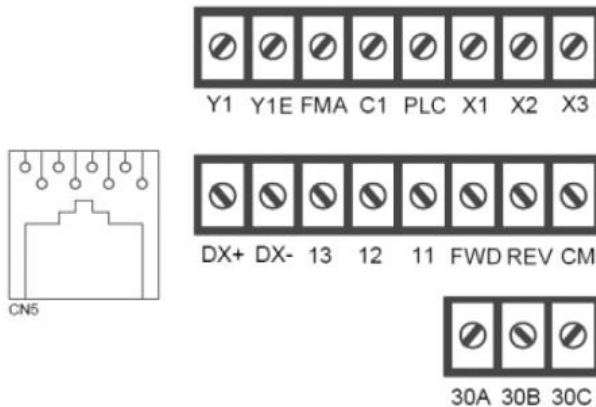 Y1 Y1E FMA C1 PLC X1 X2 X3
DX+ DX- 13 12 11 FWD REV CM
CN5
30A 30B 30C